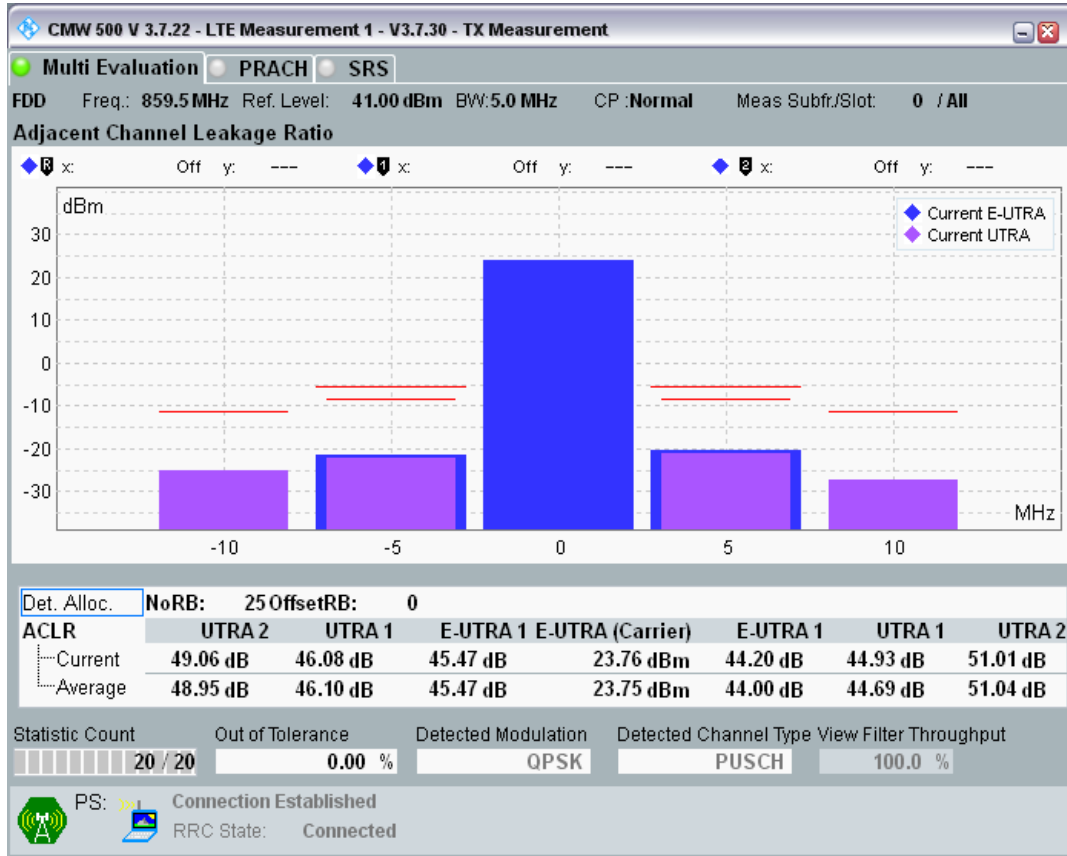 CMW 500 V 3.7.22 - LTE Measurement 1 - V3.7.30 - TX Measurement
Multi Evaluation PRACH SRS
FDD Freq.: 859.5 MHz Ref. Level: 41.00 dBm BW: 5.0 MHz CP : Normal Meas Subfr./Slot: 0 / All
Adjacent Channel Leakage Ratio
R x: Off y: --- 1 x: Off y: --- 2 x: Off y: ---
dBm
Current E-UTRA
Current UTRA
30
20
10
0
-10
-20
-30
MHz
-10 -5 0 5 10
Det. Alloc. NoRB: 25 OffsetRB: 0
ACLR UTRA 2 UTRA 1 E-UTRA 1 E-UTRA (Carrier) E-UTRA 1 UTRA 1 UTRA 2
Current 49.06 dB 46.08 dB 45.47 dB 23.76 dBm 44.20 dB 44.93 dB 51.01 dB
Average 48.95 dB 46.10 dB 45.47 dB 23.75 dBm 44.00 dB 44.69 dB 51.04 dB
Statistic Count Out of Tolerance Detected Modulation Detected Channel Type View Filter Throughput
20 / 20 0.00 % QPSK PUSCH 100.0 %
PS: Connection Established
RRC State: Connected